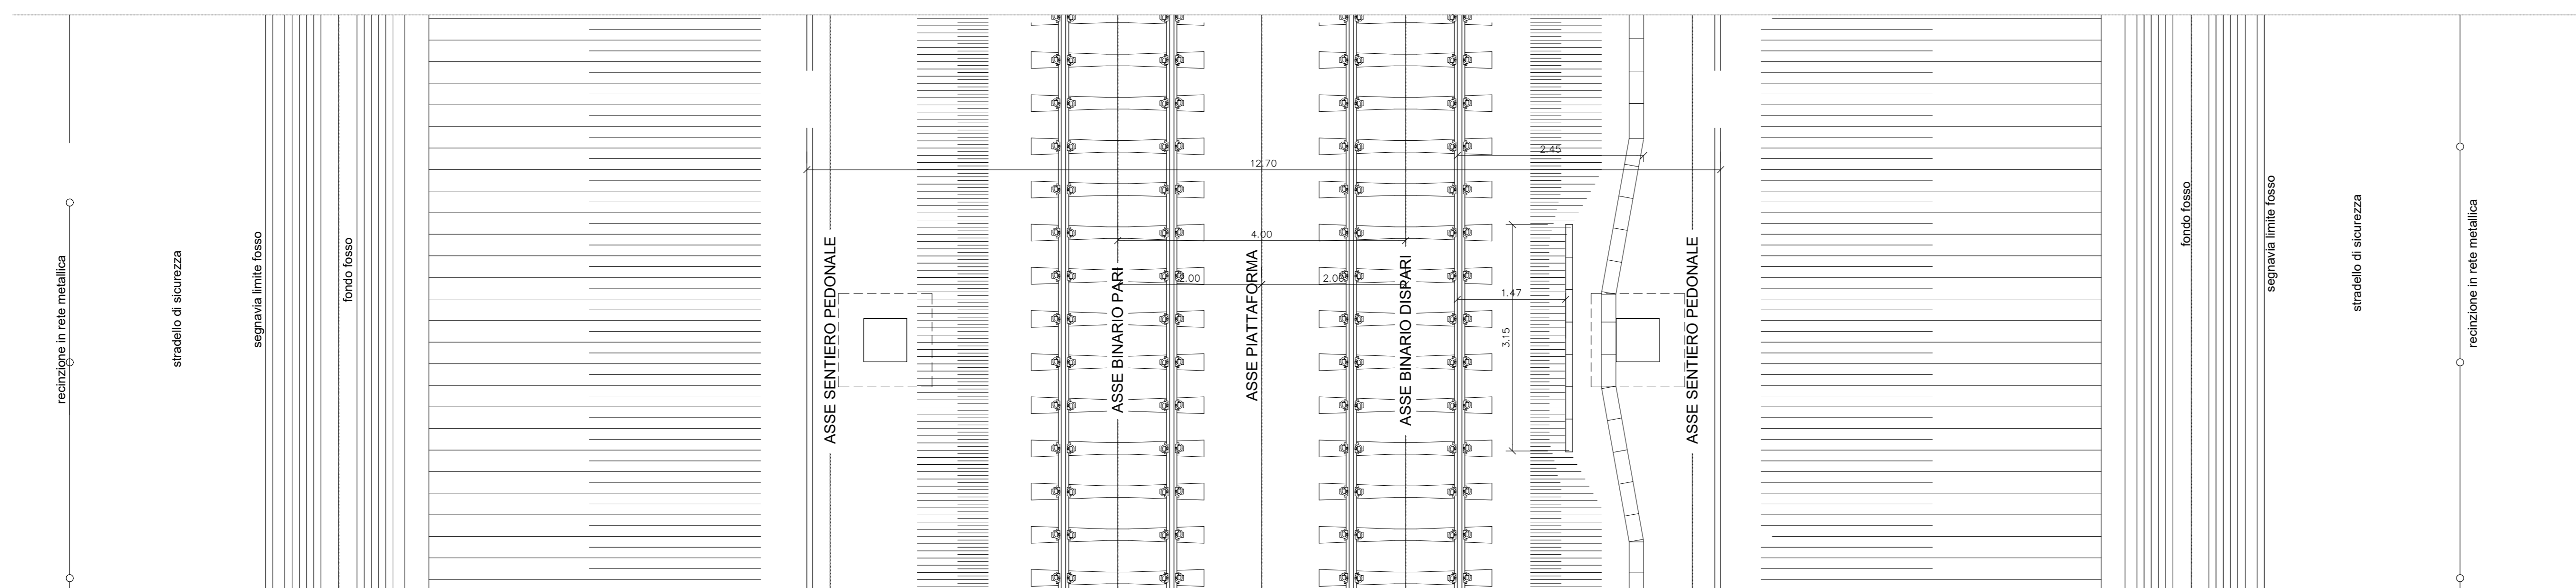 recinzione in rete metallica
stradello di sicurezza
segnavia limite fosso
fondo fosso
ASSE SENTIERO PEDONALE
12.70
ASSE BINARIO PARI
4.00
2.00
ASSE PIATTAFORMA
2.00
ASSE BINARIO DISPARI
2.45
1.47
3.15
ASSE SENTIERO PEDONALE
fondo fosso
segnavia limite fosso
stradello di sicurezza
recinzione in rete metallica